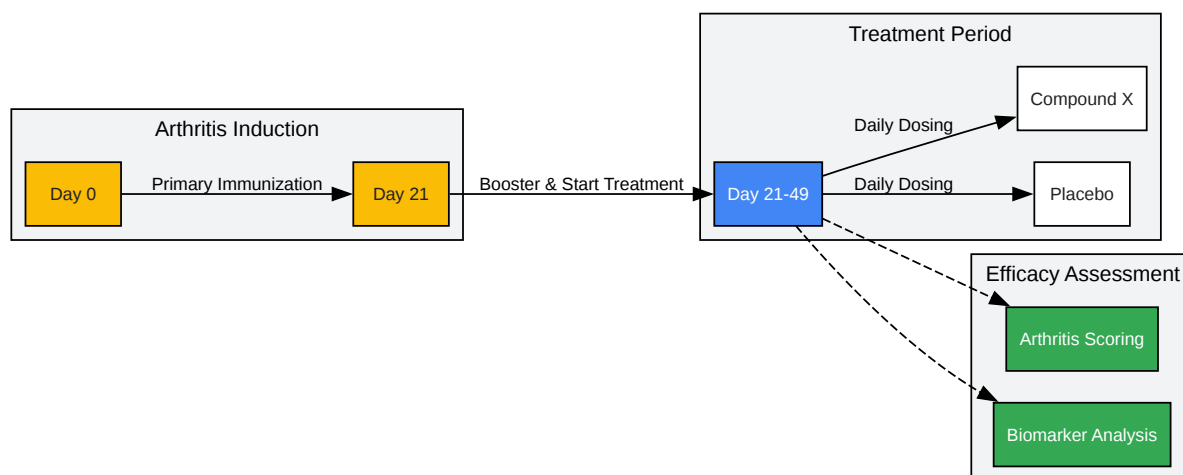 Arthritis Induction
Day 0
Primary Immunization
Day 21
Booster & Start Treatment
Treatment Period
Day 21-49
Daily Dosing
Compound X
Daily Dosing
Placebo
Efficacy Assessment
Arthritis Scoring
Biomarker Analysis